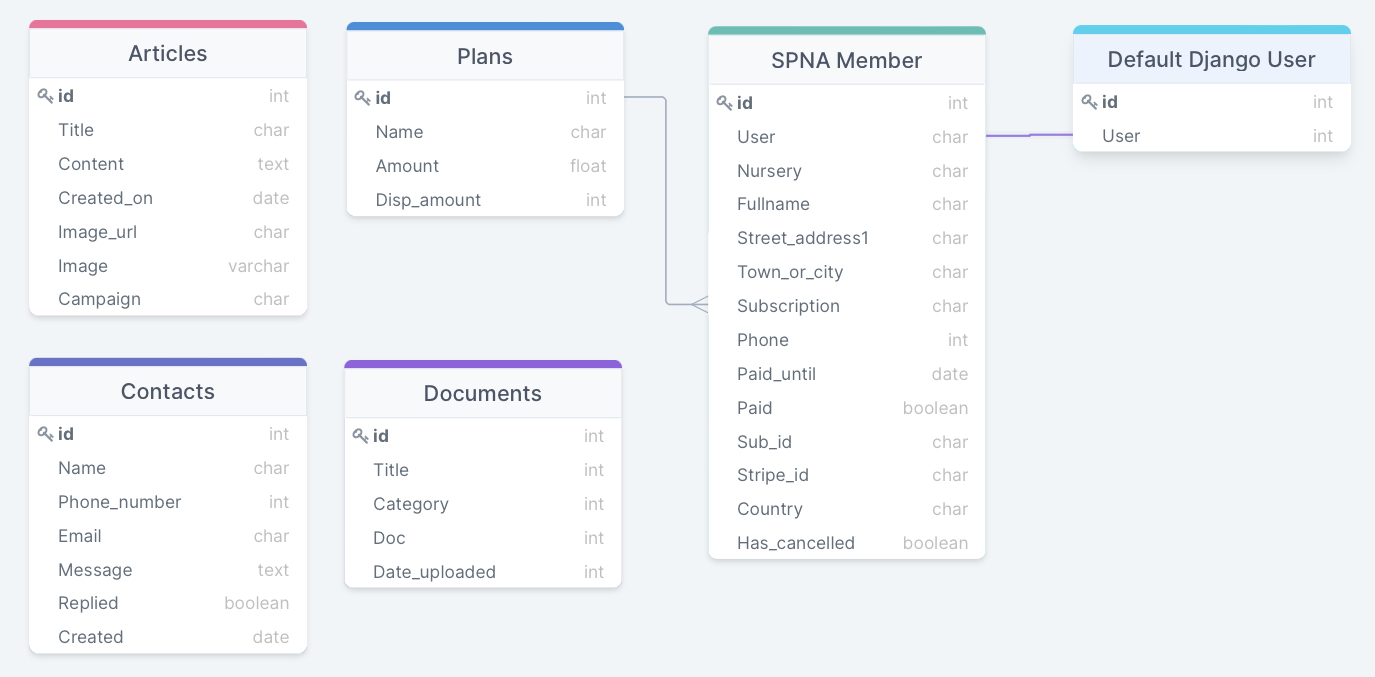 Articles
id int
Title char
Content text
Created_on date
Image_url char
Image varchar
Campaign char
Plans
id int
Name char
Amount float
Disp_amount int
SPNA Member
id int
User char
Nursery char
Fullname char
Street_address1 char
Town_or_city char
Subscription char
Phone int
Paid_until date
Paid boolean
Sub_id char
Stripe_id char
Country char
Has_cancelled boolean
Default Django User
id int
User int
Contacts
id int
Name char
Phone_number int
Email char
Message text
Replied boolean
Created date
Documents
id int
Title int
Category int
Doc int
Date_uploaded int